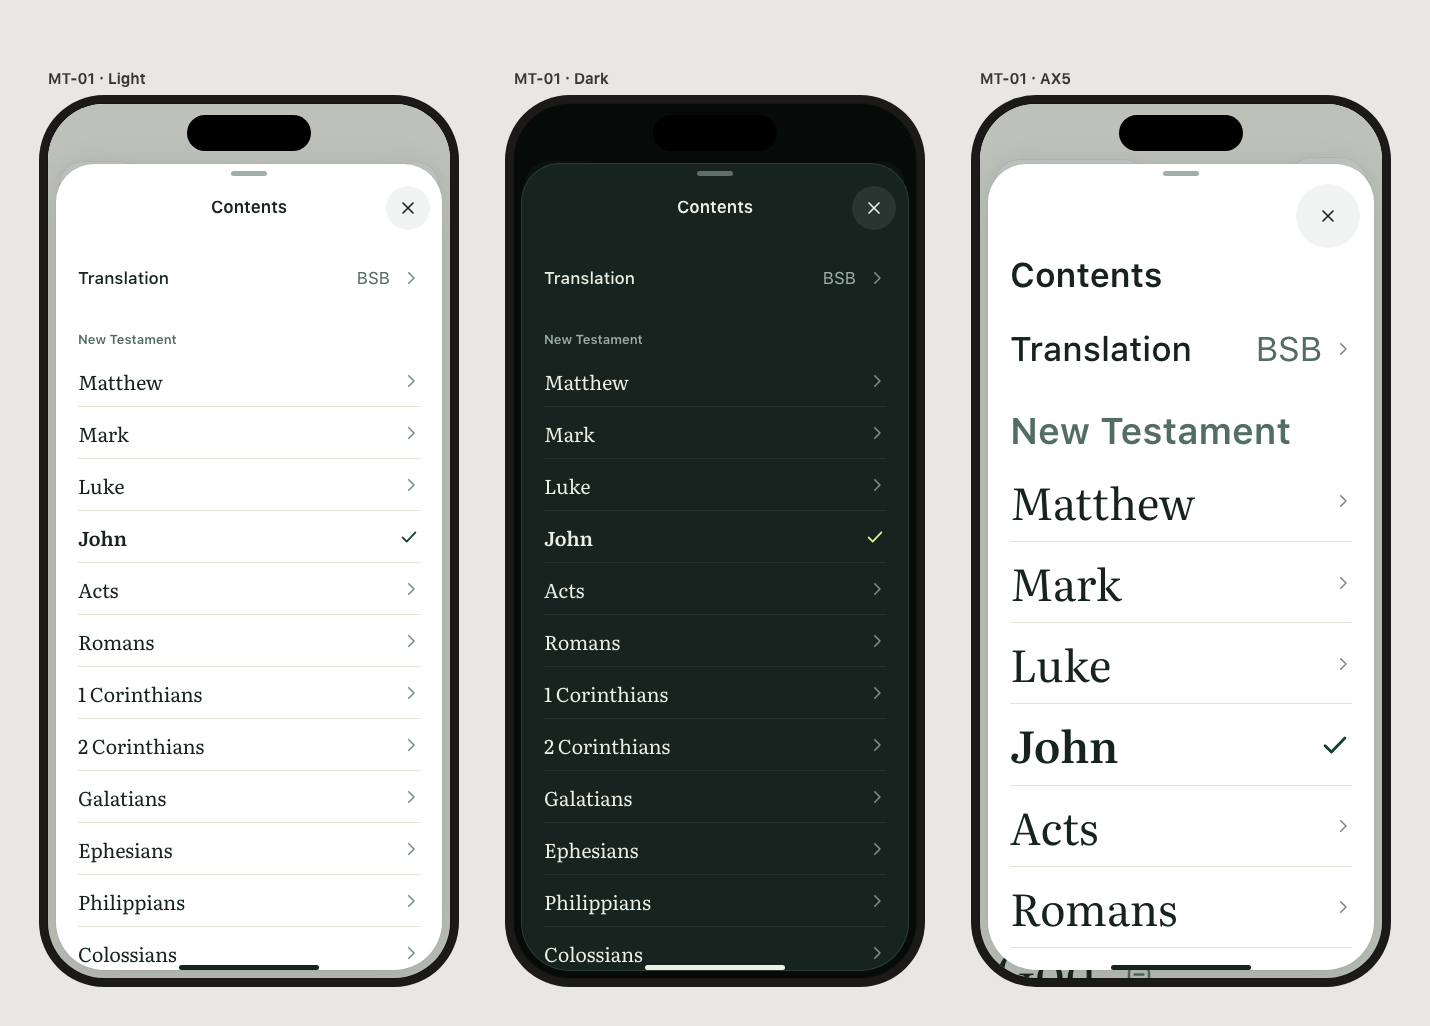 MT-01 · Light
Contents
Translation BSB
New Testament
Matthew
Mark
Luke
John
Acts
Romans
1 Corinthians
2 Corinthians
Galatians
Ephesians
Philippians
Colossians
MT-01 · Dark
Contents
Translation BSB
New Testament
Matthew
Mark
Luke
John
Acts
Romans
1 Corinthians
2 Corinthians
Galatians
Ephesians
Philippians
Colossians
MT-01 · AX5
Contents
Translation BSB
New Testament
Matthew
Mark
Luke
John
Acts
Romans